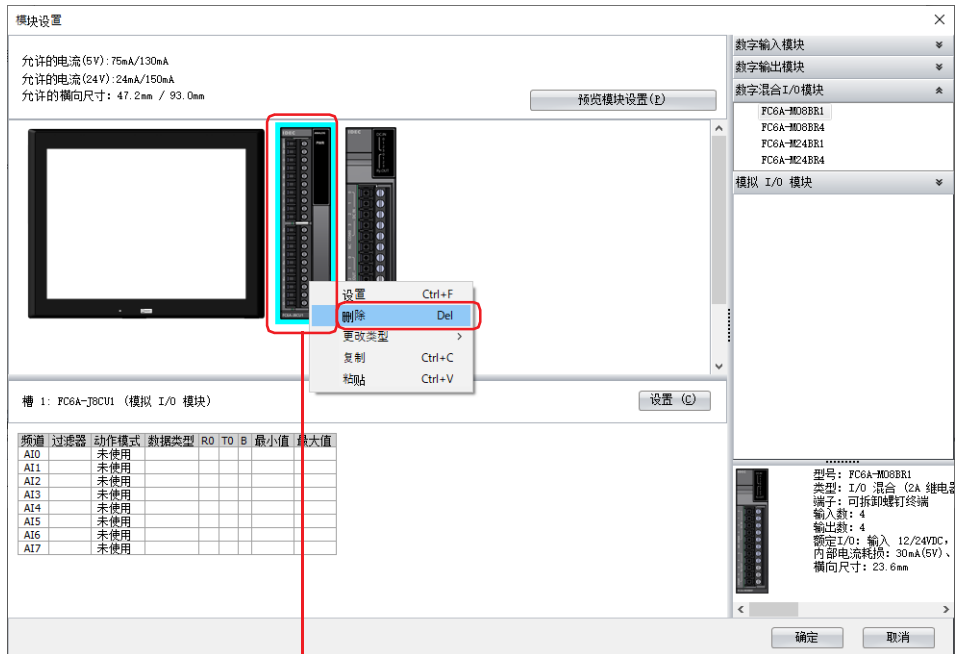 模块设置
允许的电流(5V):75mA/130mA
允许的电流(24V):24mA/150mA
允许的横向尺寸: 47.2mm / 93.0mm
预览模块设置(P)
设置 Ctrl+F
删除 Del
更改类型
复制 Ctrl+C
粘贴 Ctrl+V
槽 1: FC6A-J8CU1 (模拟 I/O 模块)
设置 (C)
频道 过滤器 动作模式 数据类型 R0 T0 B 最小值 最大值
AI0 未使用
AI1 未使用
AI2 未使用
AI3 未使用
AI4 未使用
AI5 未使用
AI6 未使用
AI7 未使用
数字输入模块
数字输出模块
数字混合I/O模块
FC6A-M08BR1
FC6A-M08BR4
FC6A-M24BR1
FC6A-M24BR4
模拟 I/O 模块
型号: FC6A-M08BR1
类型: I/O 混合 (2A 继电器
端子: 可拆卸螺钉终端
输入数: 4
输出数: 4
额定I/O: 输入 12/24VDC,
内部电流耗损: 30mA(5V)、
横向尺寸: 23.6mm
确定 取消